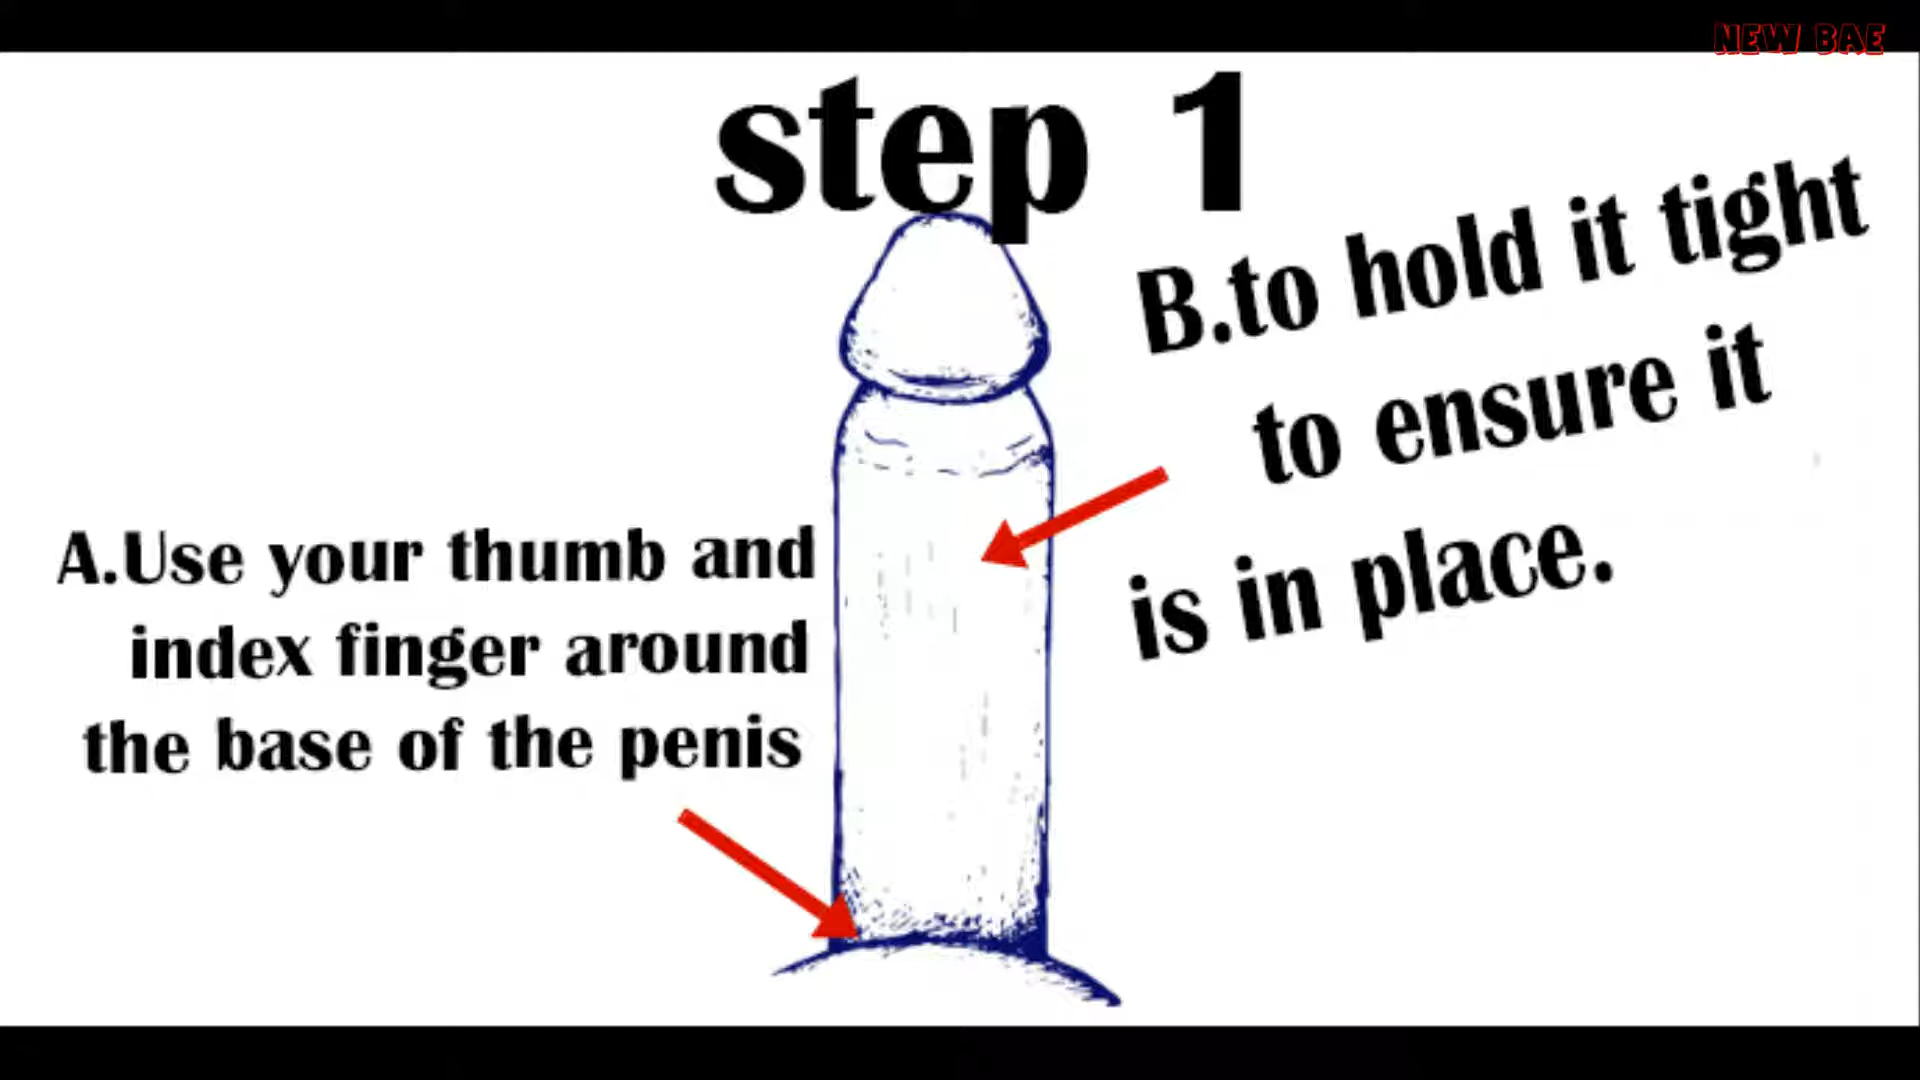 NEW BAE
step 1
A.Use your thumb and
index finger around
the base of the penis
B.to hold it tight
to ensure it
is in place.